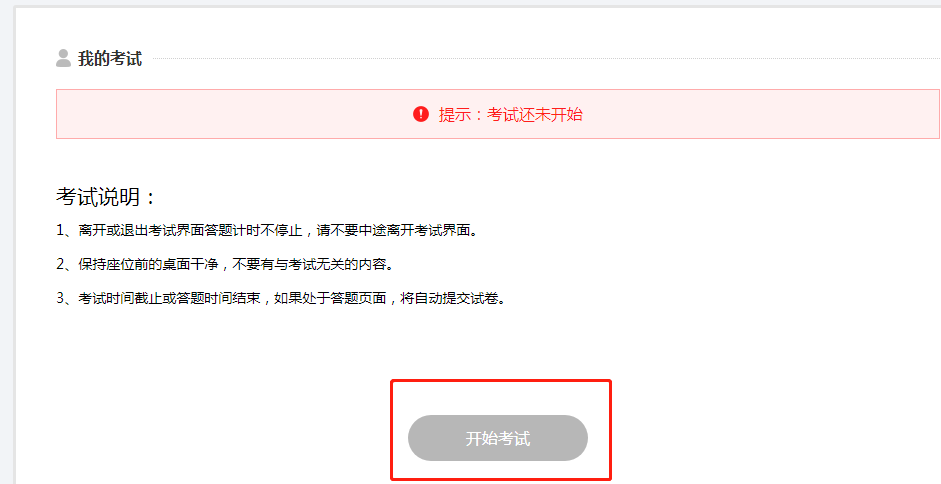 我的考试
提示：考试还未开始
考试说明：
1、离开或退出考试界面答题计时不停止，请不要中途离开考试界面。
2、保持座位前的桌面干净，不要有与考试无关的内容。
3、考试时间截止或答题时间结束，如果处于答题页面，将自动提交试卷。
开始考试